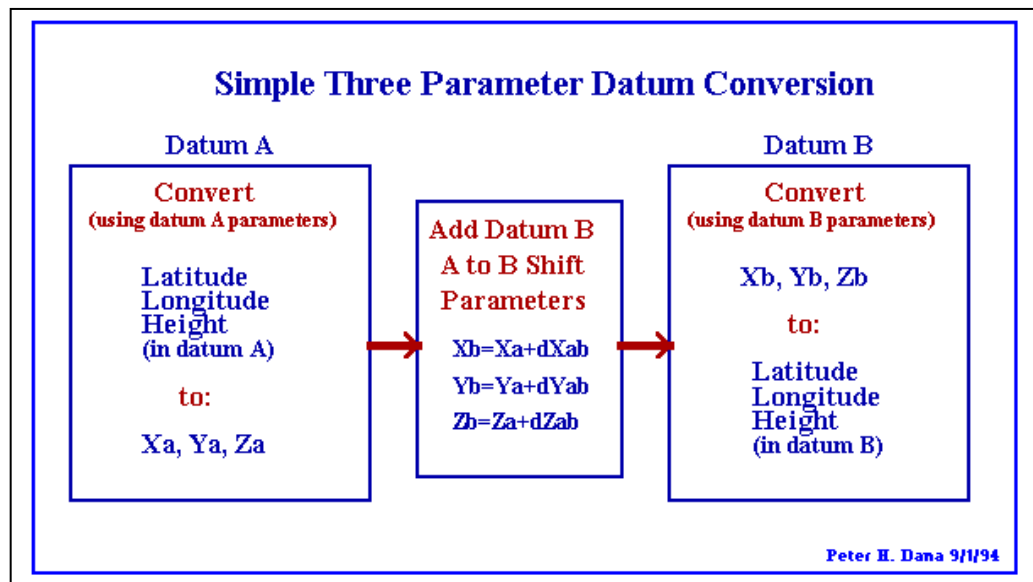 Simple Three Parameter Datum Conversion
Datum A
Convert
(using datum A parameters)
Latitude
Longitude
Height
(in datum A)
to:
Xa, Ya, Za
Add Datum B
A to B Shift
Parameters
Xb=Xa+dXab
Yb=Ya+dYab
Zb=Za+dZab
Datum B
Convert
(using datum B parameters)
Xb, Yb, Zb
to:
Latitude
Longitude
Height
(in datum B)
Peter H. Dana 9/1/94